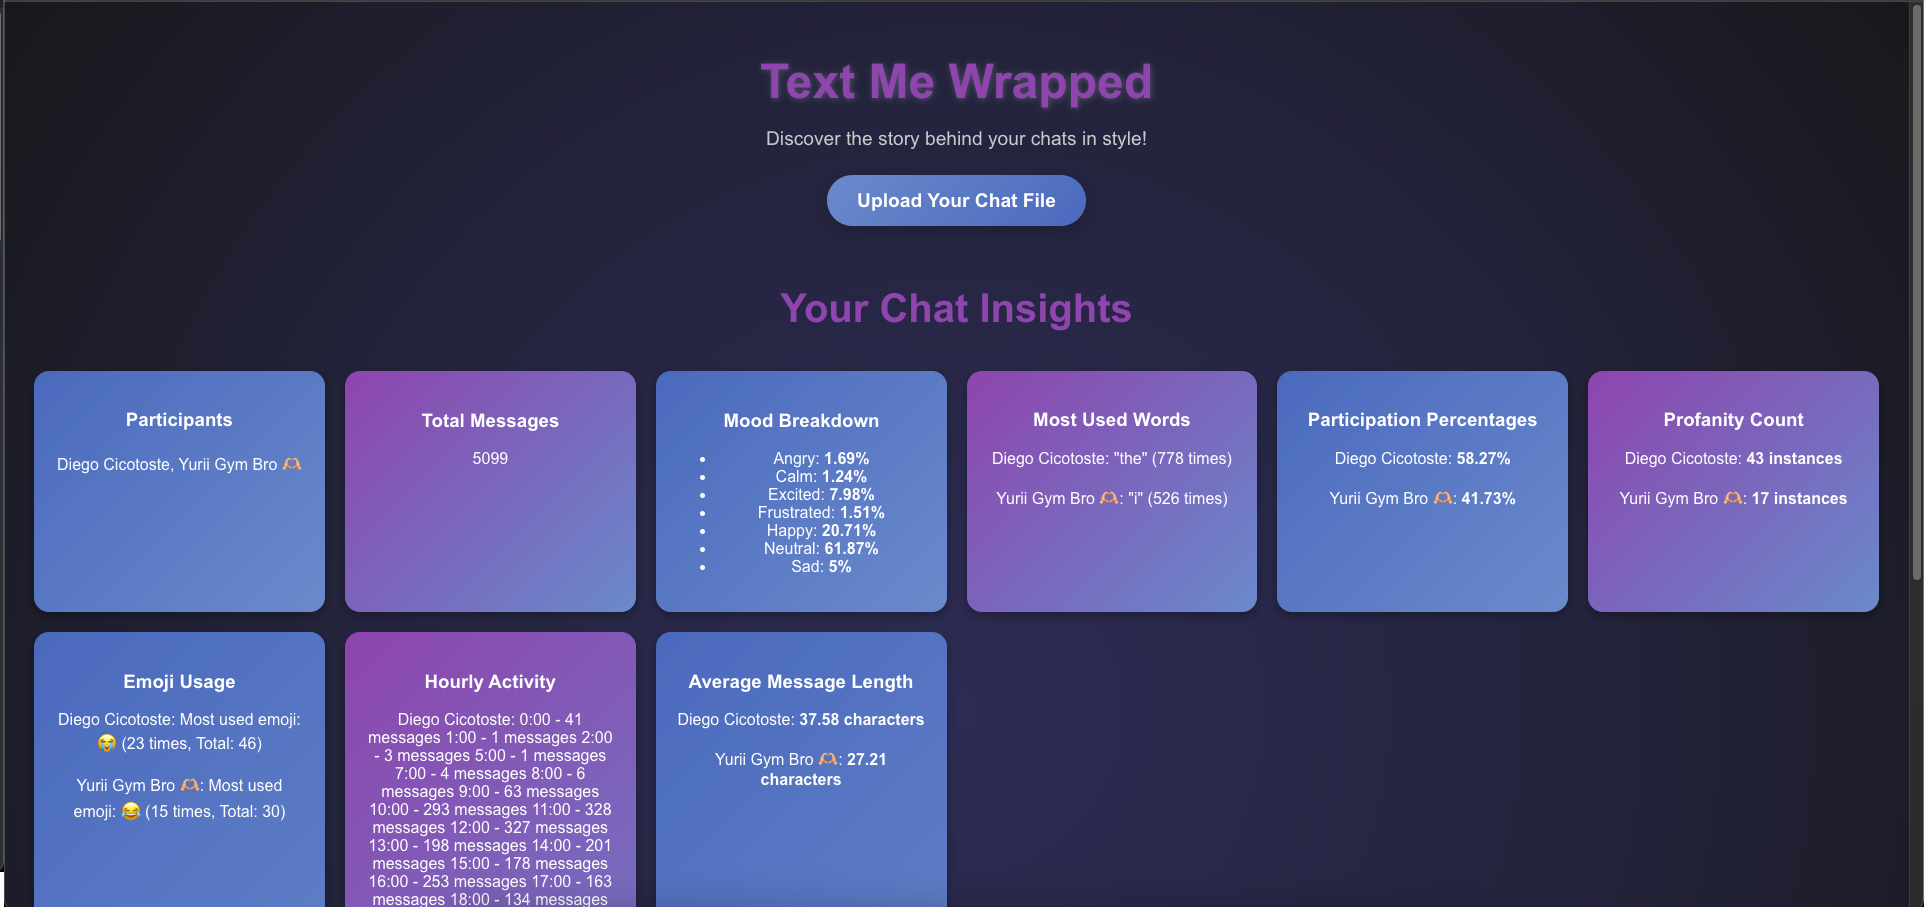 Text Me Wrapped
Discover the story behind your chats in style!
Upload Your Chat File
Your Chat Insights
Participants
Diego Cicotoste, Yurii Gym Bro 🫶🏼
Total Messages
5099
Mood Breakdown
• Angry: 1.69%
• Calm: 1.24%
• Excited: 7.98%
• Frustrated: 1.51%
• Happy: 20.71%
• Neutral: 61.87%
• Sad: 5%
Most Used Words
Diego Cicotoste: "the" (778 times)
Yurii Gym Bro 🫶🏼: "i" (526 times)
Participation Percentages
Diego Cicotoste: 58.27%
Yurii Gym Bro 🫶🏼: 41.73%
Profanity Count
Diego Cicotoste: 43 instances
Yurii Gym Bro 🫶🏼: 17 instances
Emoji Usage
Diego Cicotoste: Most used emoji:
😭 (23 times, Total: 46)
Yurii Gym Bro 🫶🏼: Most used
emoji: 😂 (15 times, Total: 30)
Hourly Activity
Diego Cicotoste: 0:00 - 41
messages 1:00 - 1 messages 2:00
- 3 messages 5:00 - 1 messages
7:00 - 4 messages 8:00 - 6
messages 9:00 - 63 messages
10:00 - 293 messages 11:00 - 328
messages 12:00 - 327 messages
13:00 - 198 messages 14:00 - 201
messages 15:00 - 178 messages
16:00 - 253 messages 17:00 - 163
messages 18:00 - 134 messages
Average Message Length
Diego Cicotoste: 37.58 characters
Yurii Gym Bro 🫶🏼: 27.21
characters